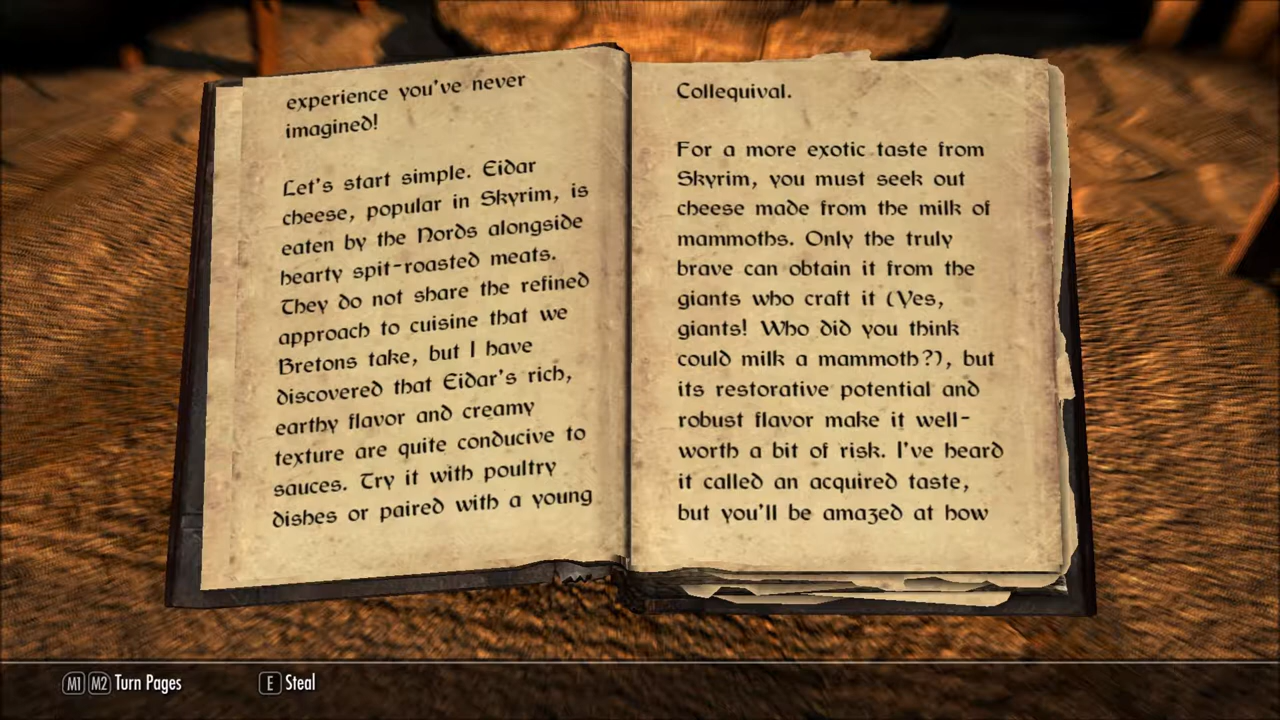 experience you've never
imagined!
Let's start simple. Eidar
cheese, popular in Skyrim, is
eaten by the Nords alongside
hearty spit-roasted meats.
They do not share the refined
approach to cuisine that we
Bretons take, but I have
discovered that Eidar's rich,
earthy flavor and creamy
texture are quite conducive to
sauces. Try it with poultry
dishes or paired with a young
Collequival.
For a more exotic taste from
Skyrim, you must seek out
cheese made from the milk of
mammoths. Only the truly
brave can obtain it from the
giants who craft it (Yes,
giants! Who did you think
could milk a mammoth?), but
its restorative potential and
robust flavor make it well-
worth a bit of risk. I've heard
it called an acquired taste,
but you'll be amazed at how
M1 M2 Turn Pages
E Steal